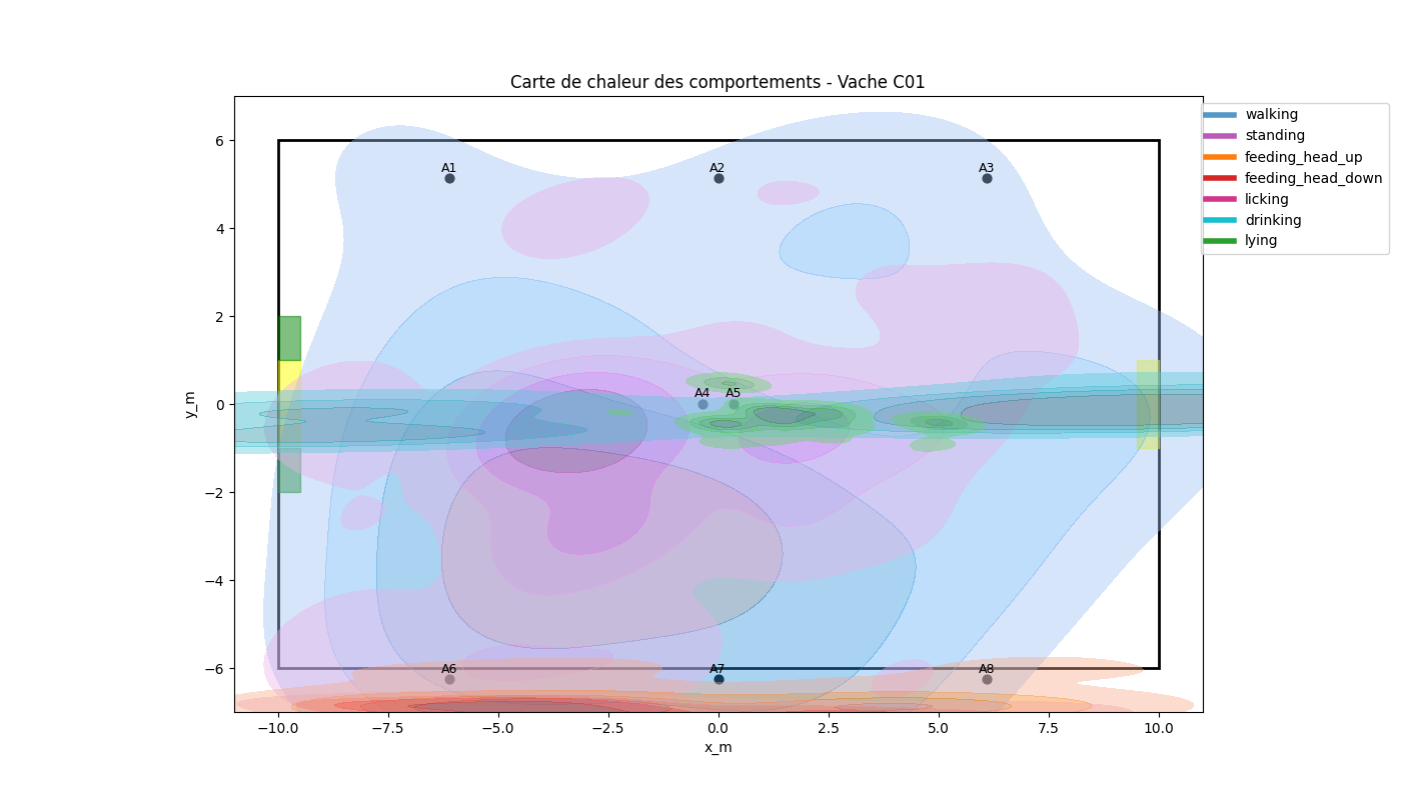 Carte de chaleur des comportements - Vache C01
walking
standing
feeding_head_up
feeding_head_down
licking
drinking
lying
A1 A2 A3
A4 A5
A6 A7 A8
6
4
2
0
−2
−4
−6
y_m
−10.0 −7.5 −5.0 −2.5 0.0 2.5 5.0 7.5 10.0
x_m